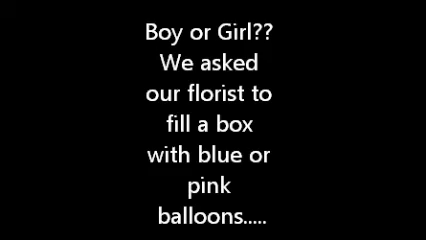 Boy or Girl??
We asked
our florist to
fill a box
with blue or
pink
balloons.....